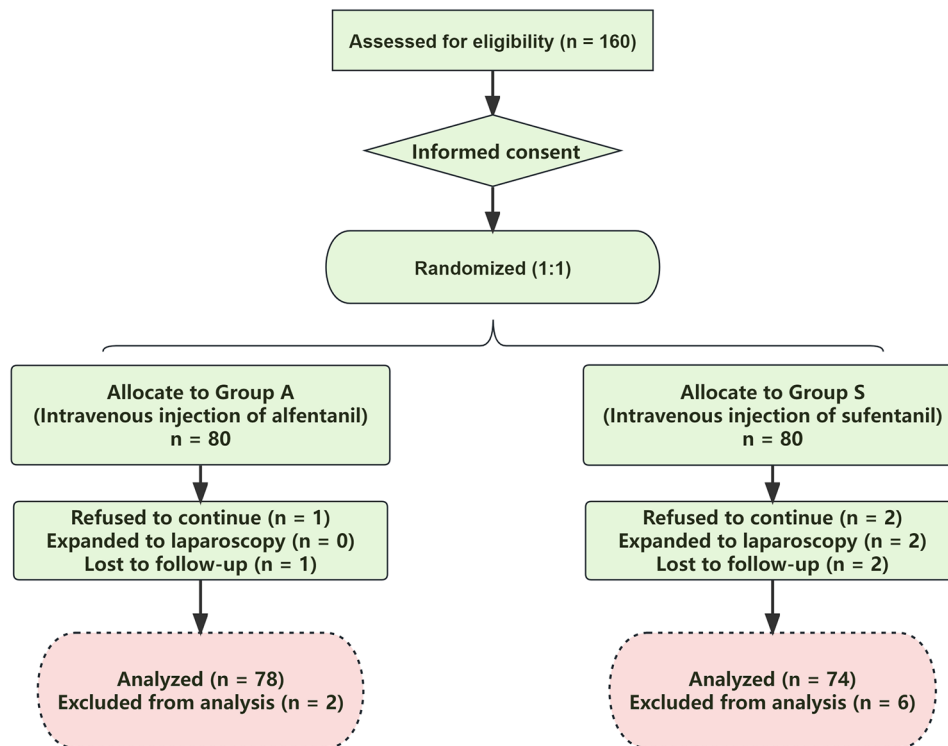 Assessed for eligibility (n = 160)
Informed consent
Randomized (1:1)
Allocate to Group A
(Intravenous injection of alfentanil)
n = 80
Allocate to Group S
(Intravenous injection of sufentanil)
n = 80
Refused to continue (n = 1)
Expanded to laparoscopy (n = 0)
Lost to follow-up (n = 1)
Refused to continue (n = 2)
Expanded to laparoscopy (n = 2)
Lost to follow-up (n = 2)
Analyzed (n = 78)
Excluded from analysis (n = 2)
Analyzed (n = 74)
Excluded from analysis (n = 6)